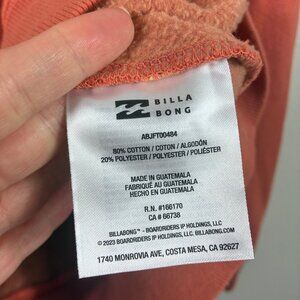 BILLA
BONG
ABJFT00484
80% COTTON / COTON / ALGODÓN
20% POLYESTER / POLYESTER / POLIÉSTER
MADE IN GUATEMALA
FABRIQUÉ AU GUATEMALA
HECHO EN GUATEMALA
R.N. #166170
CA # 66738
BILLABONG™ - BOARDRIDERS IP HOLDINGS, LLC
© 2023 BOARDRIDERS IP HOLDINGS, LLC. BILLABONG
1740 MONROVIA AVE, COSTA MESA, CA 92627